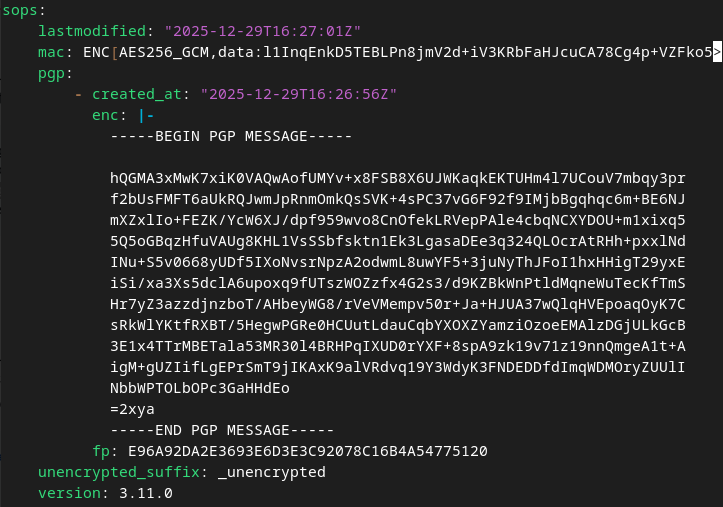 sops:
    lastmodified: "2025-12-29T16:27:01Z"
    mac: ENC[AES256_GCM,data:l1InqEnkD5TEBLPn8jmV2d+iV3KRbFaHJcuCA78Cg4p+VZFko5>
    pgp:
        - created_at: "2025-12-29T16:26:56Z"
          enc: |-
            -----BEGIN PGP MESSAGE-----

            hQGMA3xMwK7xiK0VAQwAofUMYv+x8FSB8X6UJWKaqkEKTUHm4l7UCouV7mbqy3pr
            f2bUsFMFT6aUkRQJwmJpRnmOmkQsSVK+4sPC37vG6F92f9IMjbBgqhqc6m+BE6NJ
            mXZxlIo+FEZK/YcW6XJ/dpf959wvo8CnOfekLRVepPAle4cbqNCXYDOU+m1xixq5
            5Q5oGBqzHfuVAUg8KHL1VsSSbfsktn1Ek3LgasaDEe3q324QLOcrAtRHh+pxxlNd
            INu+S5v0668yUDf5IXoNvsrNpzA2odwmL8uwYF5+3juNyThJFoI1hxHHigT29yxE
            iSi/xa3Xs5dclA6upoxq9fUTszWOZzfx4G2s3/d9KZBkWnPtldMqneWuTecKfTmS
            Hr7yZ3azzdjnzboT/AHbeyWG8/rVeVMempv50r+Ja+HJUA37wQlqHVEpoaqOyK7C
            sRkWlYKtfRXBT/5HegwPGRe0HCUutLdauCqbYXOXZYamziOzoeEMAlzDGjULkGcB
            3E1x4TTrMBETala53MR30l4BRHPqIXUD0rYXF+8spA9zk19v71z19nnQmgeA1t+A
            igM+gUZIifLgEPrSmT9jIKAxK9alVRdvq19Y3WdyK3FNDEDDfdImqWDMOryZUUlI
            NbbWPTOLbOPc3GaHHdEo
            =2xya
            -----END PGP MESSAGE-----
          fp: E96A92DA2E3693E6D3E3C92078C16B4A54775120
    unencrypted_suffix: _unencrypted
    version: 3.11.0